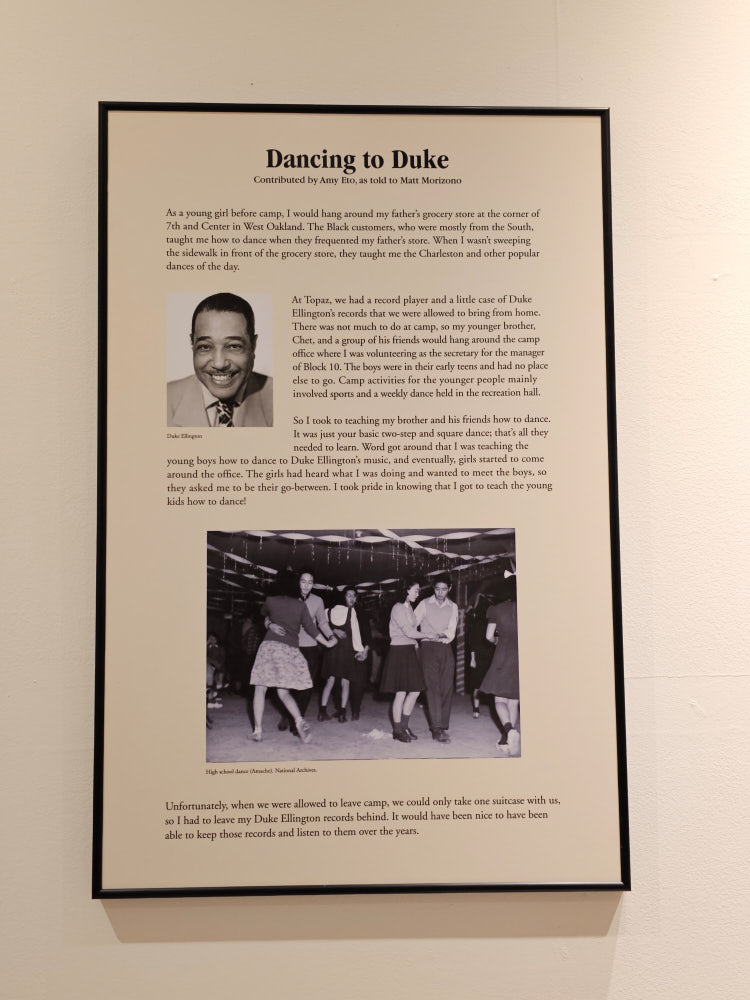 Dancing to Duke
Contributed by Amy Eto, as told to Matt Morizono
As a young girl before camp, I would hang around my father's grocery store at the corner of
7th and Center in West Oakland. The Black customers, who were mostly from the South,
taught me how to dance when they frequented my father's store. When I wasn't sweeping
the sidewalk in front of the grocery store, they taught me the Charleston and other popular
dances of the day.
At Topaz, we had a record player and a little case of Duke
Ellington's records that we were allowed to bring from home.
There was not much to do at camp, so my younger brother,
Chet, and a group of his friends would hang around the camp
office where I was volunteering as the secretary for the manager
of Block 10. The boys were in their early teens and had no place
else to go. Camp activities for the younger people mainly
involved sports and a weekly dance held in the recreation hall.
Duke Ellington
So I took to teaching my brother and his friends how to dance.
It was just your basic two-step and square dance; that's all they
needed to learn. Word got around that I was teaching the
young boys how to dance to Duke Ellington's music, and eventually, girls started to come
around the office. The girls had heard what I was doing and wanted to meet the boys, so
they asked me to be their go-between. I took pride in knowing that I got to teach the young
kids how to dance!
High school dance (Amache). National Archives.
Unfortunately, when we were allowed to leave camp, we could only take one suitcase with us,
so I had to leave my Duke Ellington records behind. It would have been nice to have been
able to keep those records and listen to them over the years.